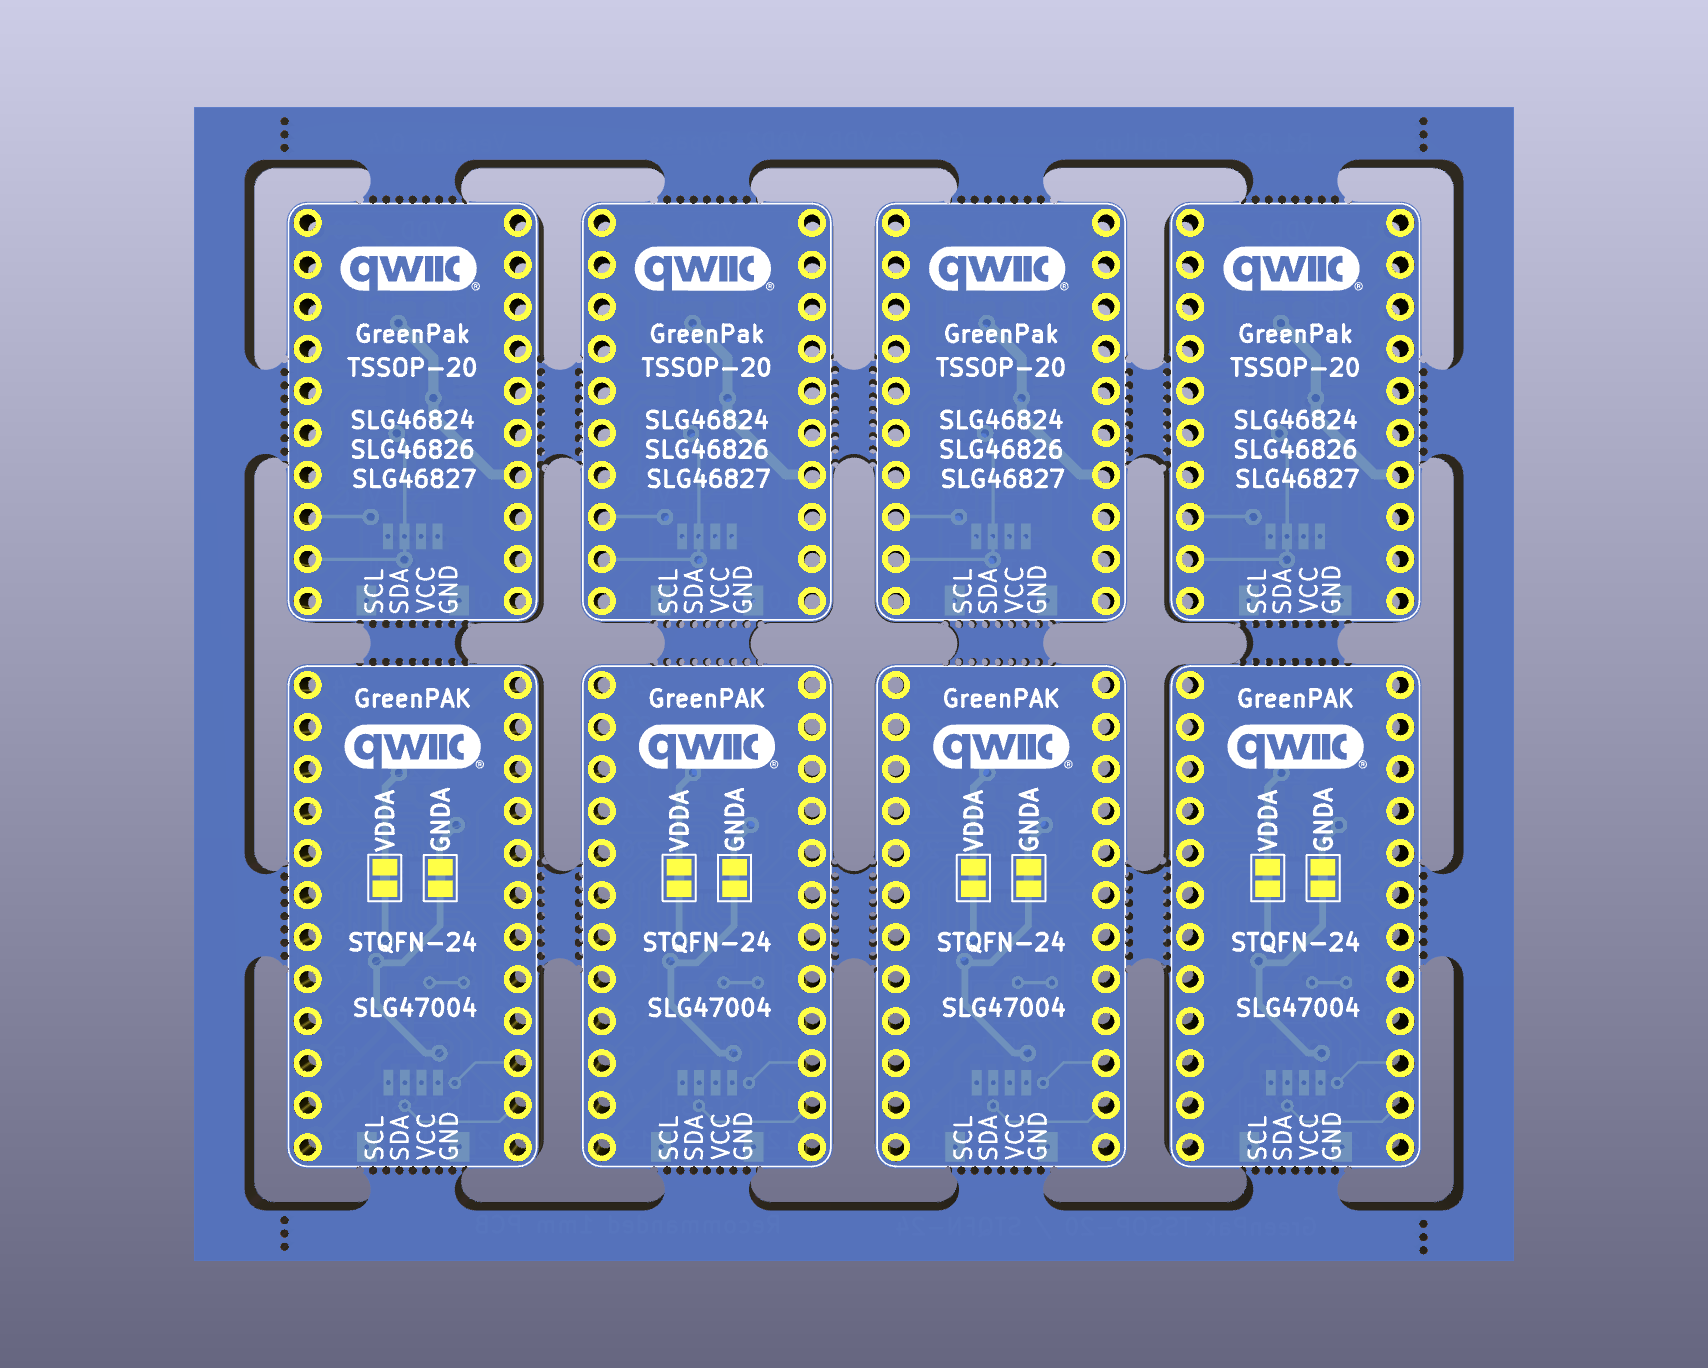 qwiic®
GreenPak
TSSOP-20
SLG46824
SLG46826
SLG46827
SCL
SDA
VCC
GND
qwiic®
GreenPak
TSSOP-20
SLG46824
SLG46826
SLG46827
SCL
SDA
VCC
GND
qwiic®
GreenPak
TSSOP-20
SLG46824
SLG46826
SLG46827
SCL
SDA
VCC
GND
qwiic®
GreenPak
TSSOP-20
SLG46824
SLG46826
SLG46827
SCL
SDA
VCC
GND
GreenPAK
qwiic®
VDDA
GNDA
STQFN-24
SLG47004
SCL
SDA
VCC
GND
GreenPAK
qwiic®
VDDA
GNDA
STQFN-24
SLG47004
SCL
SDA
VCC
GND
GreenPAK
qwiic®
VDDA
GNDA
STQFN-24
SLG47004
SCL
SDA
VCC
GND
GreenPAK
qwiic®
VDDA
GNDA
STQFN-24
SLG47004
SCL
SDA
VCC
GND